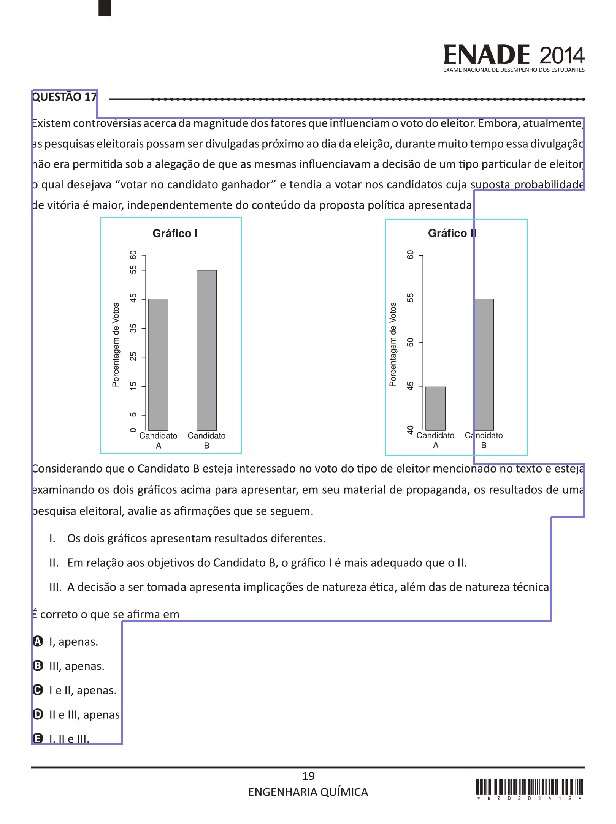 ENADE 2014
EXAME NACIONAL DE DESEMPENHO DOS ESTUDANTES
QUESTÃO 17
Existem controvérsias acerca da magnitude dos fatores que influenciam o voto do eleitor. Embora, atualmente,
as pesquisas eleitorais possam ser divulgadas próximo ao dia da eleição, durante muito tempo essa divulgação
não era permitida sob a alegação de que as mesmas influenciavam a decisão de um tipo particular de eleitor,
o qual desejava “votar no candidato ganhador” e tendia a votar nos candidatos cuja suposta probabilidade
de vitória é maior, independentemente do conteúdo da proposta política apresentada
Gráfico I
Porcentagem de Votos
0 5 15 25 35 45 55 60
Candidato A
Candidato B
Gráfico II
Porcentagem de Votos
40 45 50 55 60
Candidato A
Candidato B
Considerando que o Candidato B esteja interessado no voto do tipo de eleitor mencionado no texto e esteja
examinando os dois gráficos acima para apresentar, em seu material de propaganda, os resultados de uma
pesquisa eleitoral, avalie as afirmações que se seguem.
I. Os dois gráficos apresentam resultados diferentes.
II. Em relação aos objetivos do Candidato B, o gráfico I é mais adequado que o II.
III. A decisão a ser tomada apresenta implicações de natureza ética, além das de natureza técnica
É correto o que se afirma em
A I, apenas.
B III, apenas.
C I e II, apenas.
D II e III, apenas
E I, II e III.
19
ENGENHARIA QUÍMICA